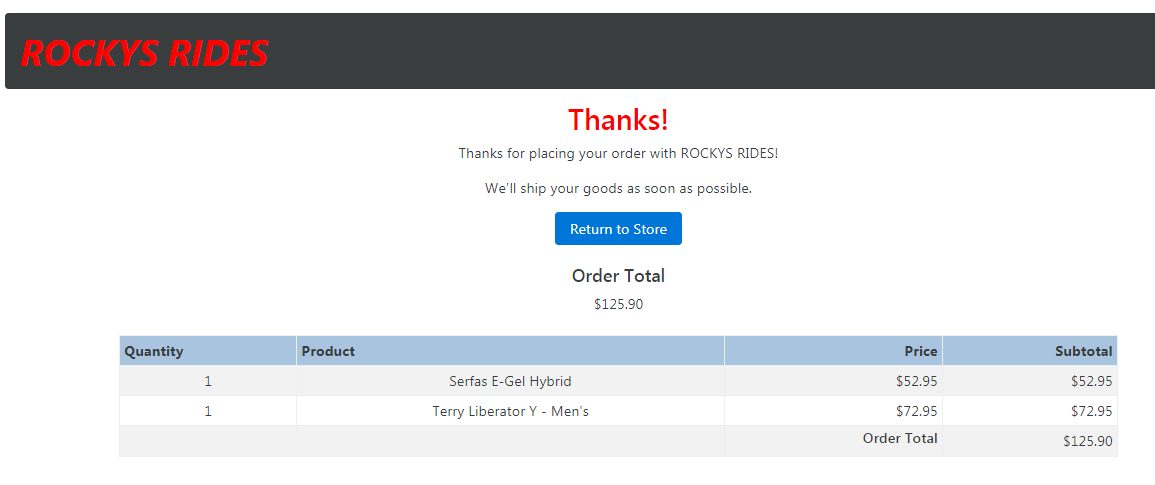 ROCKYS RIDES
Thanks!
Thanks for placing your order with ROCKYS RIDES!
We'll ship your goods as soon as possible.
Return to Store
Order Total
$125.90
Quantity Product Price Subtotal
1 Serfas E-Gel Hybrid $52.95 $52.95
1 Terry Liberator Y - Men's $72.95 $72.95
Order Total $125.90